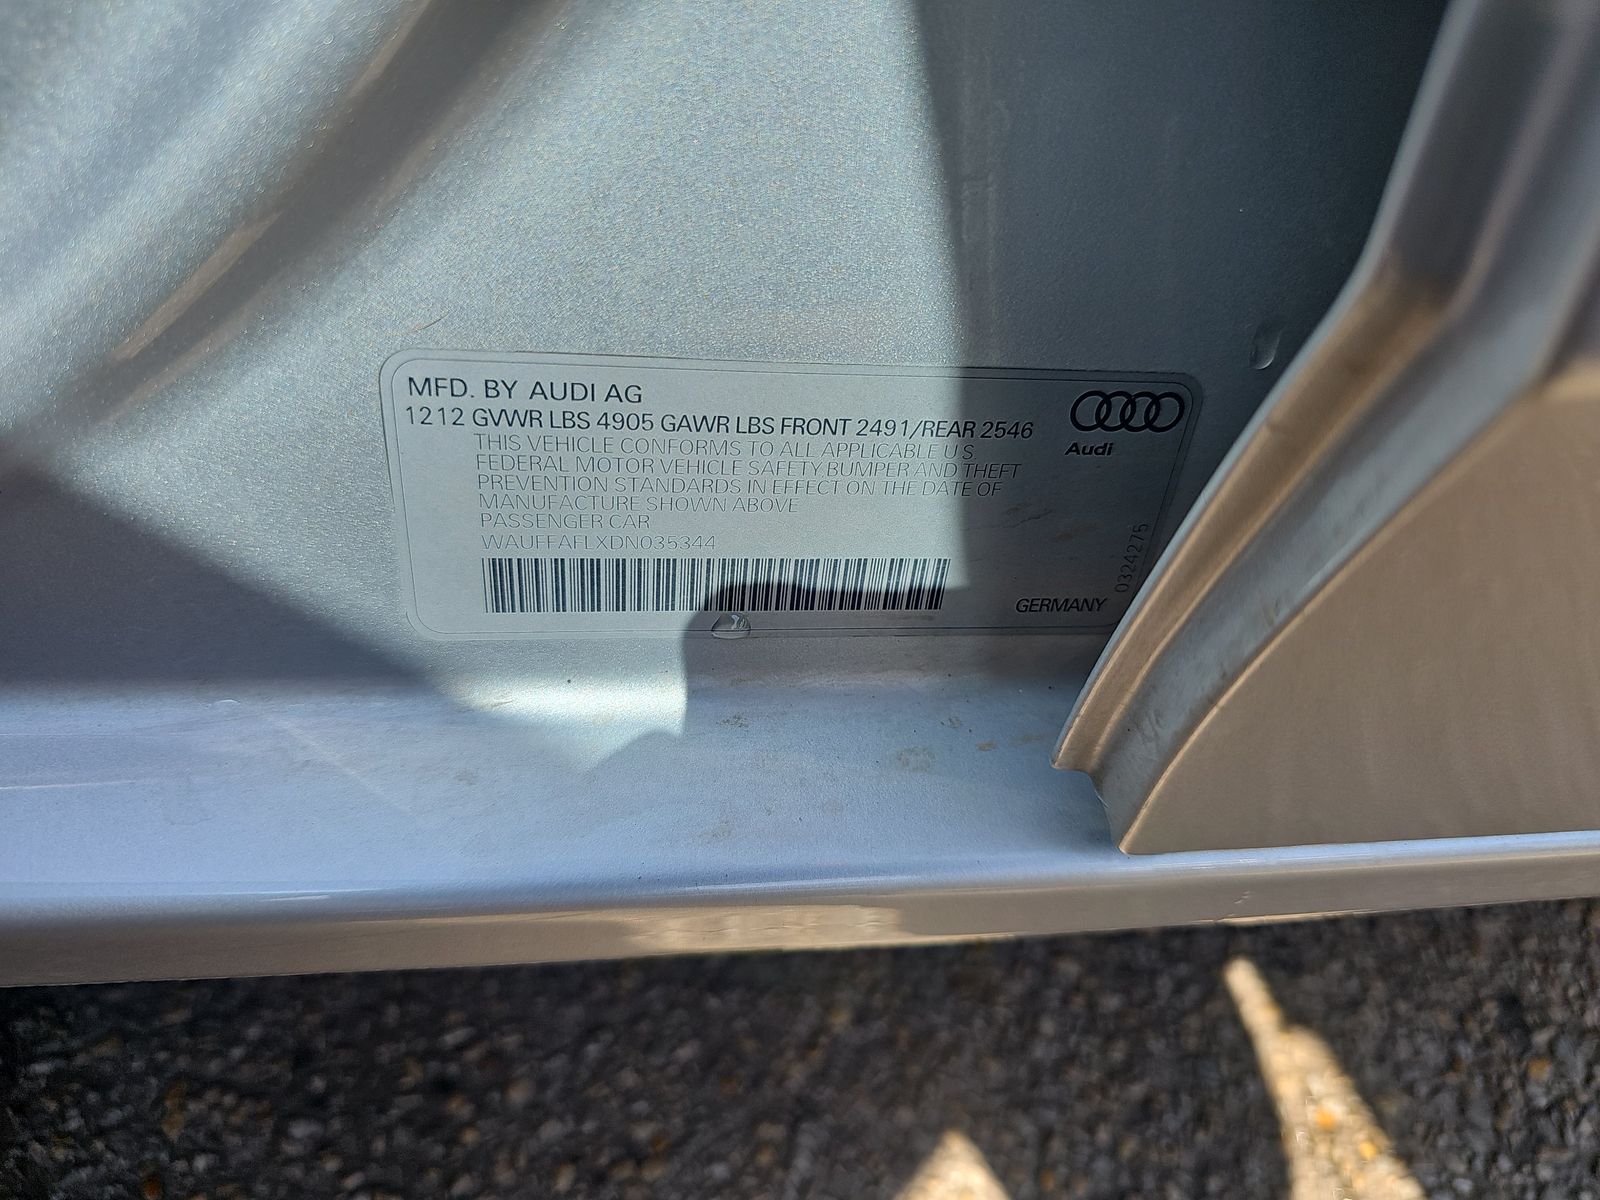 MFD. BY AUDI AG
1212 GVWR LBS 4905 GAWR LBS FRONT 2491/REAR 2546
THIS VEHICLE CONFORMS TO ALL APPLICABLE U.S.
FEDERAL MOTOR VEHICLE SAFETY, BUMPER AND THEFT
PREVENTION STANDARDS IN EFFECT ON THE DATE OF
MANUFACTURE SHOWN ABOVE
PASSENGER CAR
WAUFFAFLXDN035344
Audi
GERMANY
0324275